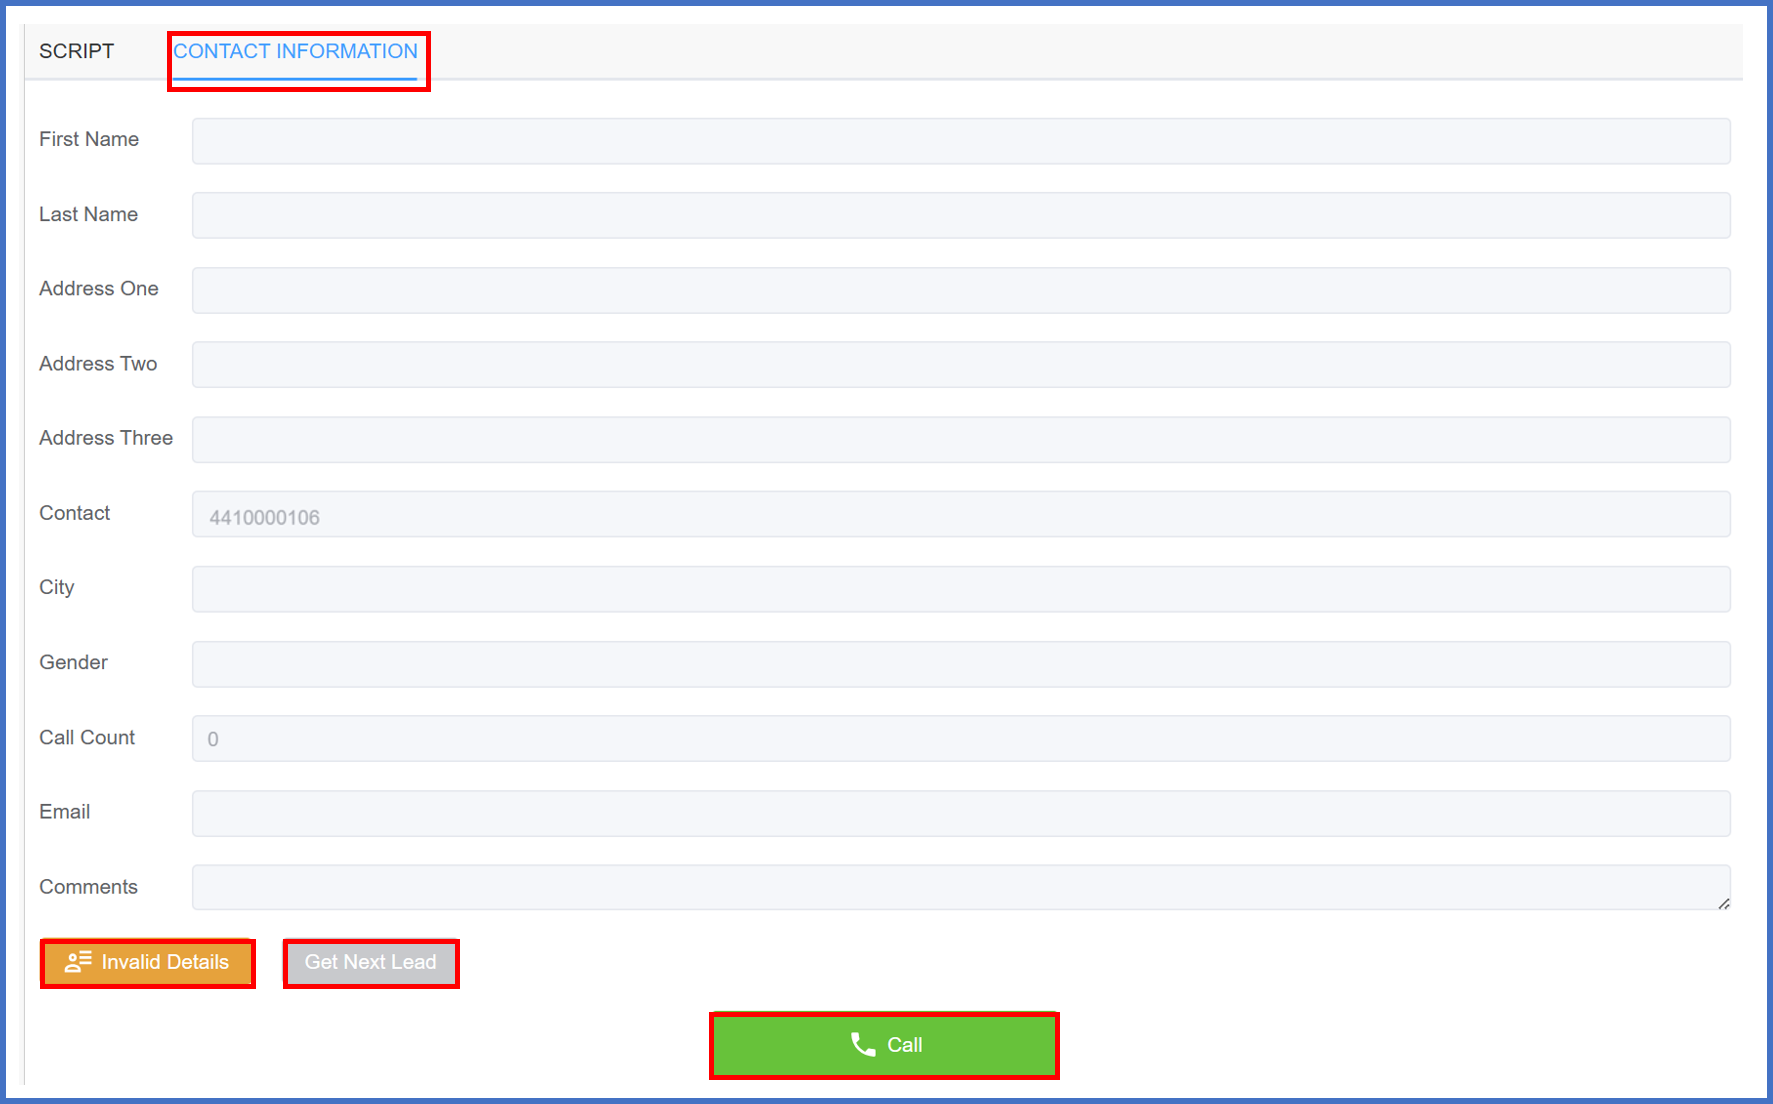 SCRIPT CONTACT INFORMATION
First Name
Last Name
Address One
Address Two
Address Three
Contact 4410000106
City
Gender
Call Count 0
Email
Comments
Invalid Details Get Next Lead
Call